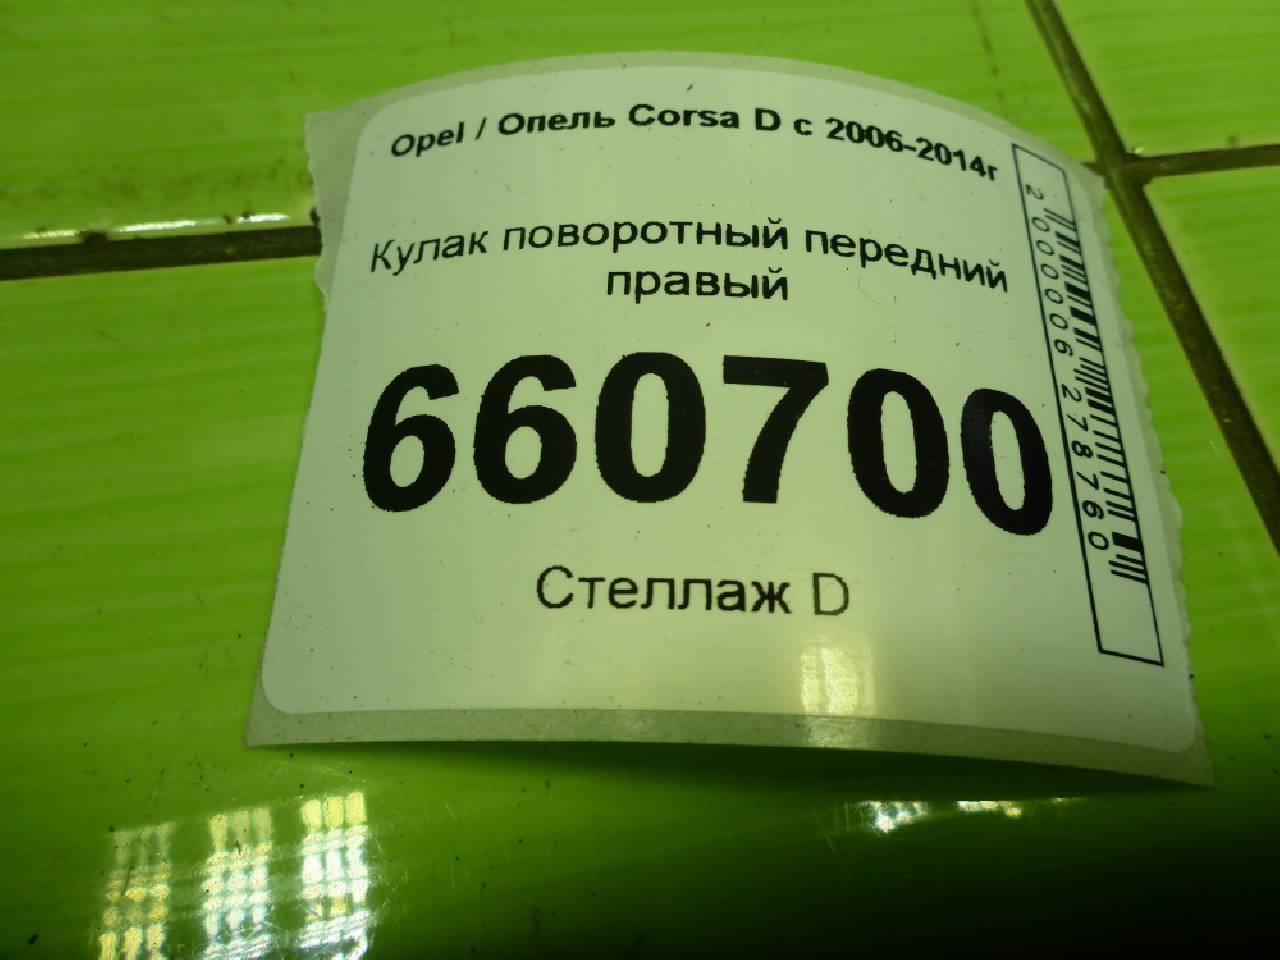 Opel / Опель Corsa D с 2006-2014г
Кулак поворотный передний
правый
660700
Стеллаж D
2000006278760